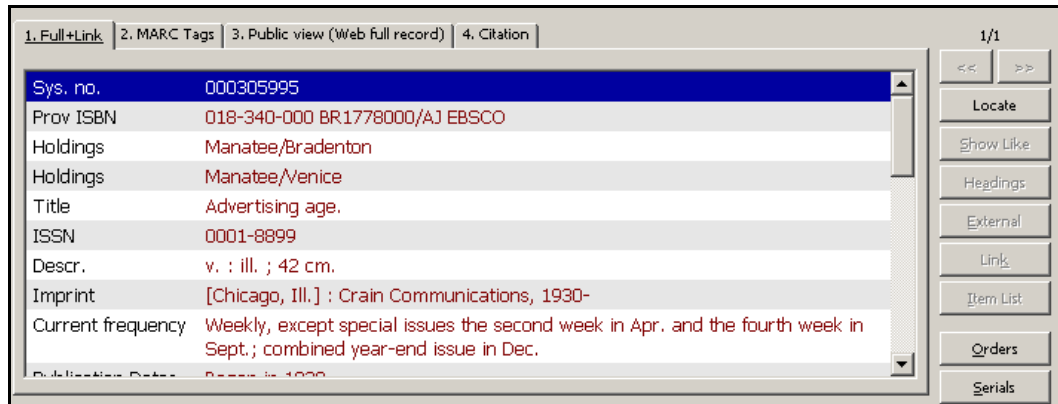 1. Full+Link 2. MARC Tags 3. Public view (Web full record) 4. Citation
1/1
<< >>
Sys. no. 000305995
Prov ISBN 018-340-000 BR1778000/AJ EBSCO
Holdings Manatee/Bradenton
Holdings Manatee/Venice
Title Advertising age.
ISSN 0001-8899
Descr. v. : ill. ; 42 cm.
Imprint [Chicago, Ill.] : Crain Communications, 1930-
Current frequency Weekly, except special issues the second week in Apr. and the fourth week in
Sept.; combined year-end issue in Dec.
Locate
Show Like
Headings
External
Link
Item List
Orders
Serials